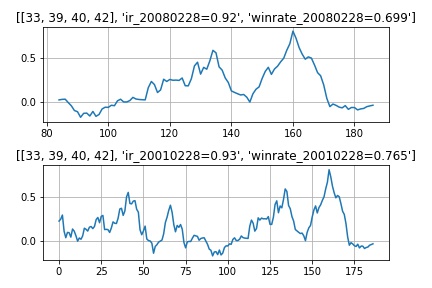 [[33, 39, 40, 42], 'ir_20080228=0.92', 'winrate_20080228=0.699']
0.5
0.0
80 100 120 140 160 180
[[33, 39, 40, 42], 'ir_20010228=0.93', 'winrate_20010228=0.765']
0.5
0.0
0 25 50 75 100 125 150 175